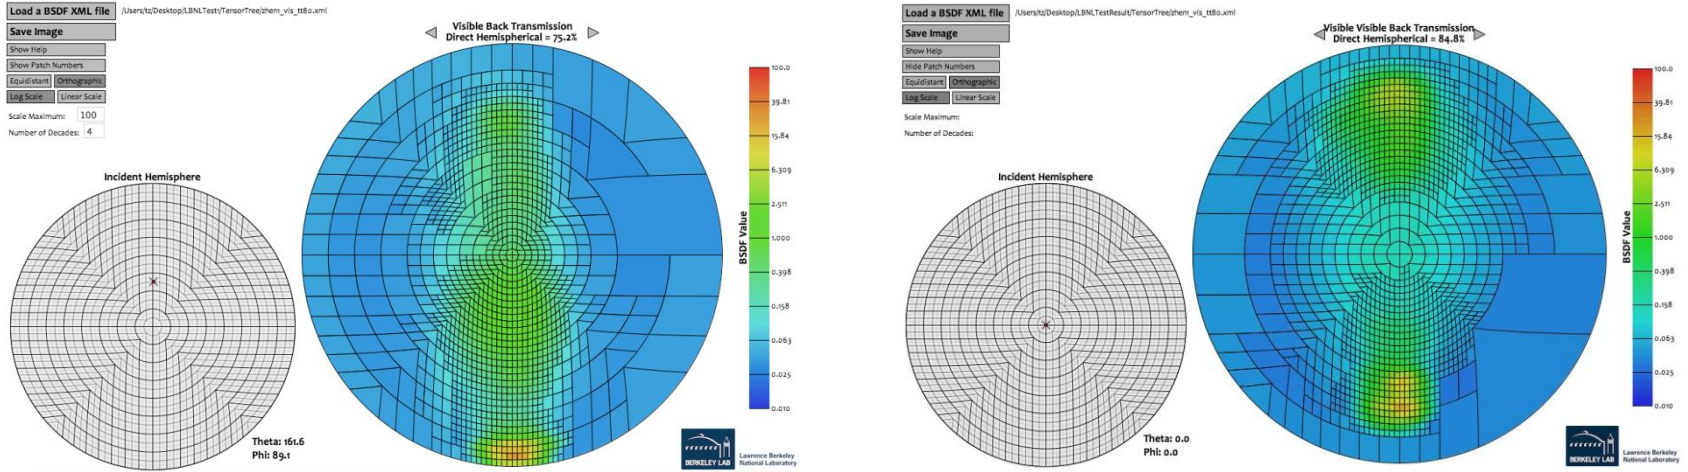 Load a BSDF XML file
/Users/tz/Desktop/LBNLTest1/TensorTree/zhem_vis_tt80.xml
Save Image
Show Help
Show Patch Numbers
Equidistant Orthographic
Log Scale Linear Scale
Scale Maximum: 100
Number of Decades: 4
Visible Back Transmission
Direct Hemispherical = 75.2%
Incident Hemisphere
Theta: 161.6
Phi: 89.1
BSDF Value
100.0
39.81
15.84
6.309
2.511
1.000
0.398
0.158
0.063
0.025
0.010
BERKELEY LAB
Lawrence Berkeley
National Laboratory
Load a BSDF XML file
/Users/tz/Desktop/LBNLTestResult/TensorTree/zhem_vis_tt80.xml
Save Image
Show Help
Hide Patch Numbers
Equidistant Orthographic
Log Scale Linear Scale
Scale Maximum:
Number of Decades:
Visible Visible Back Transmission
Direct Hemispherical = 84.8%
Incident Hemisphere
Theta: 0.0
Phi: 0.0
BSDF Value
100.0
39.81
15.84
6.309
2.511
1.000
0.398
0.158
0.063
0.025
0.010
BERKELEY LAB
Lawrence Berkeley
National Laboratory